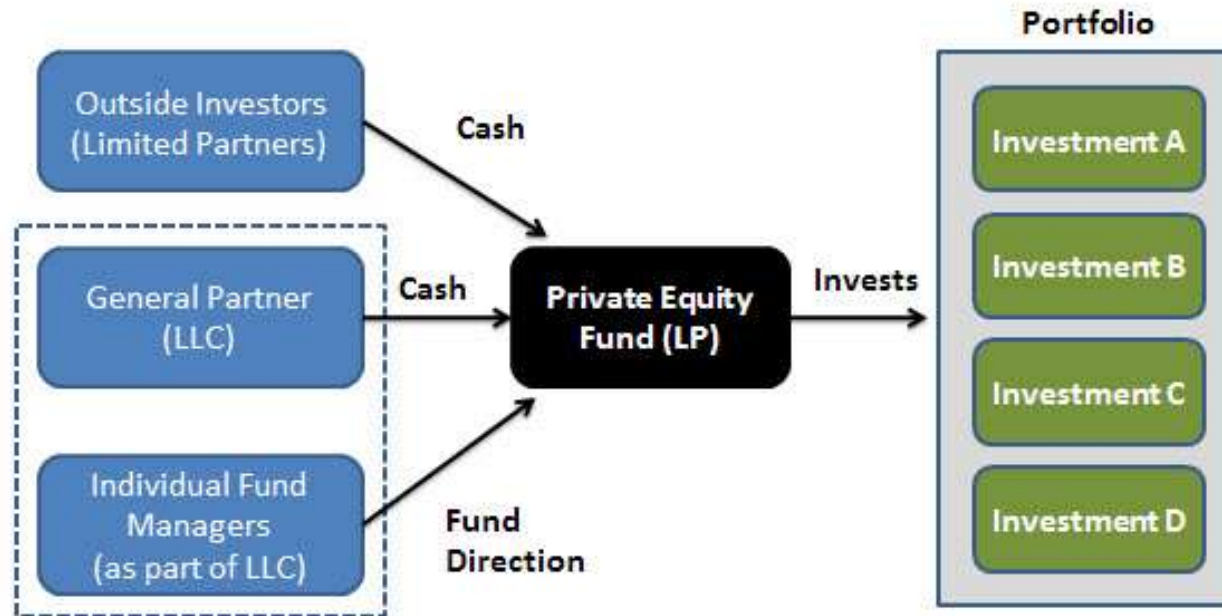 Portfolio
Outside Investors
(Limited Partners)
Cash
Investment A
General Partner
(LLC)
Cash
Private Equity
Fund (LP)
Invests
Investment B
Investment C
Individual Fund
Managers
(as part of LLC)
Fund
Direction
Investment D